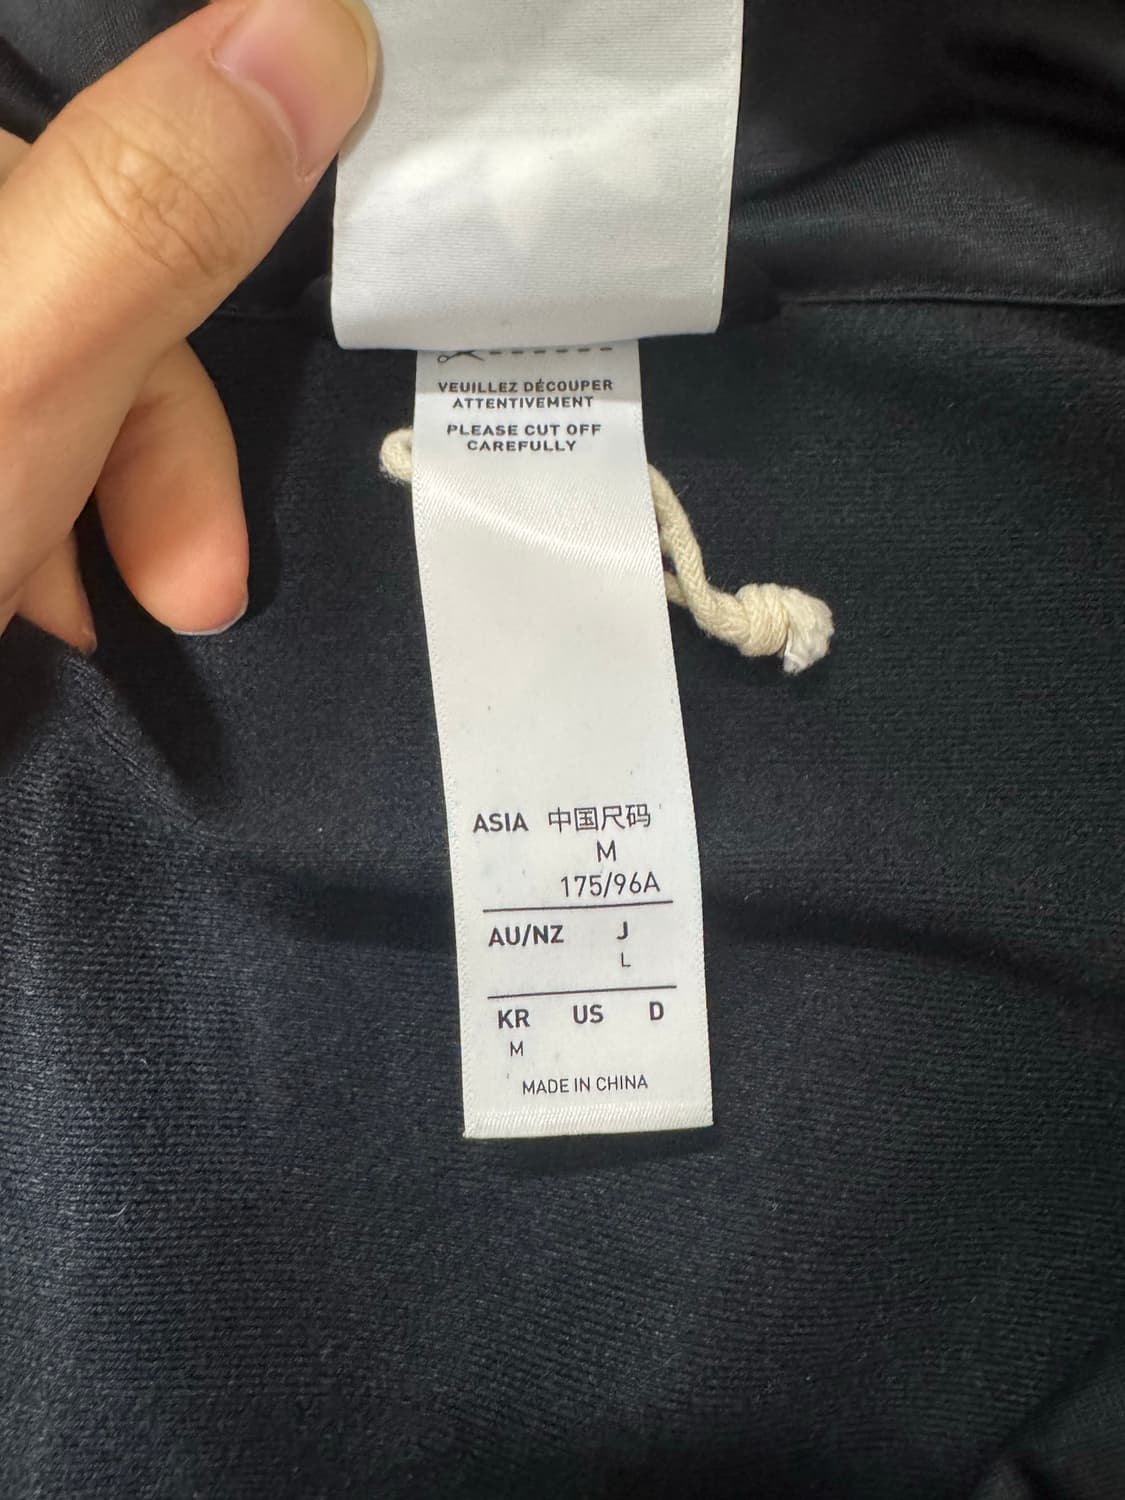 VEUILLEZ DÉCOUPER
ATTENTIVEMENT
PLEASE CUT OFF
CAREFULLY
ASIA 中国尺码
M
175/96A
AU/NZ J
L
KR US D
M
MADE IN CHINA